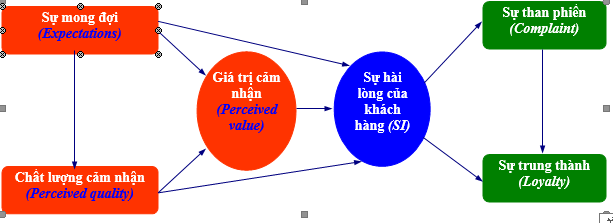 Sự mong đợi
(Expectations)
Chất lượng cảm nhận
(Perceived quality)
Giá trị cảm
nhận
(Perceived
value)
Sự hài
lòng của
khách
hàng (SI)
Sự than phiền
(Complaint)
Sự trung thành
(Loyalty)